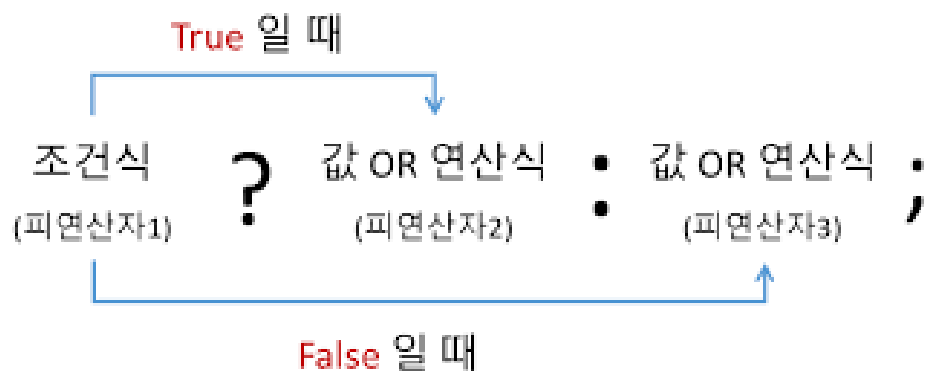 True 일 때
조건식 ? 값 OR 연산식 : 값 OR 연산식 ;
(피연산자1) (피연산자2) (피연산자3)
False 일 때